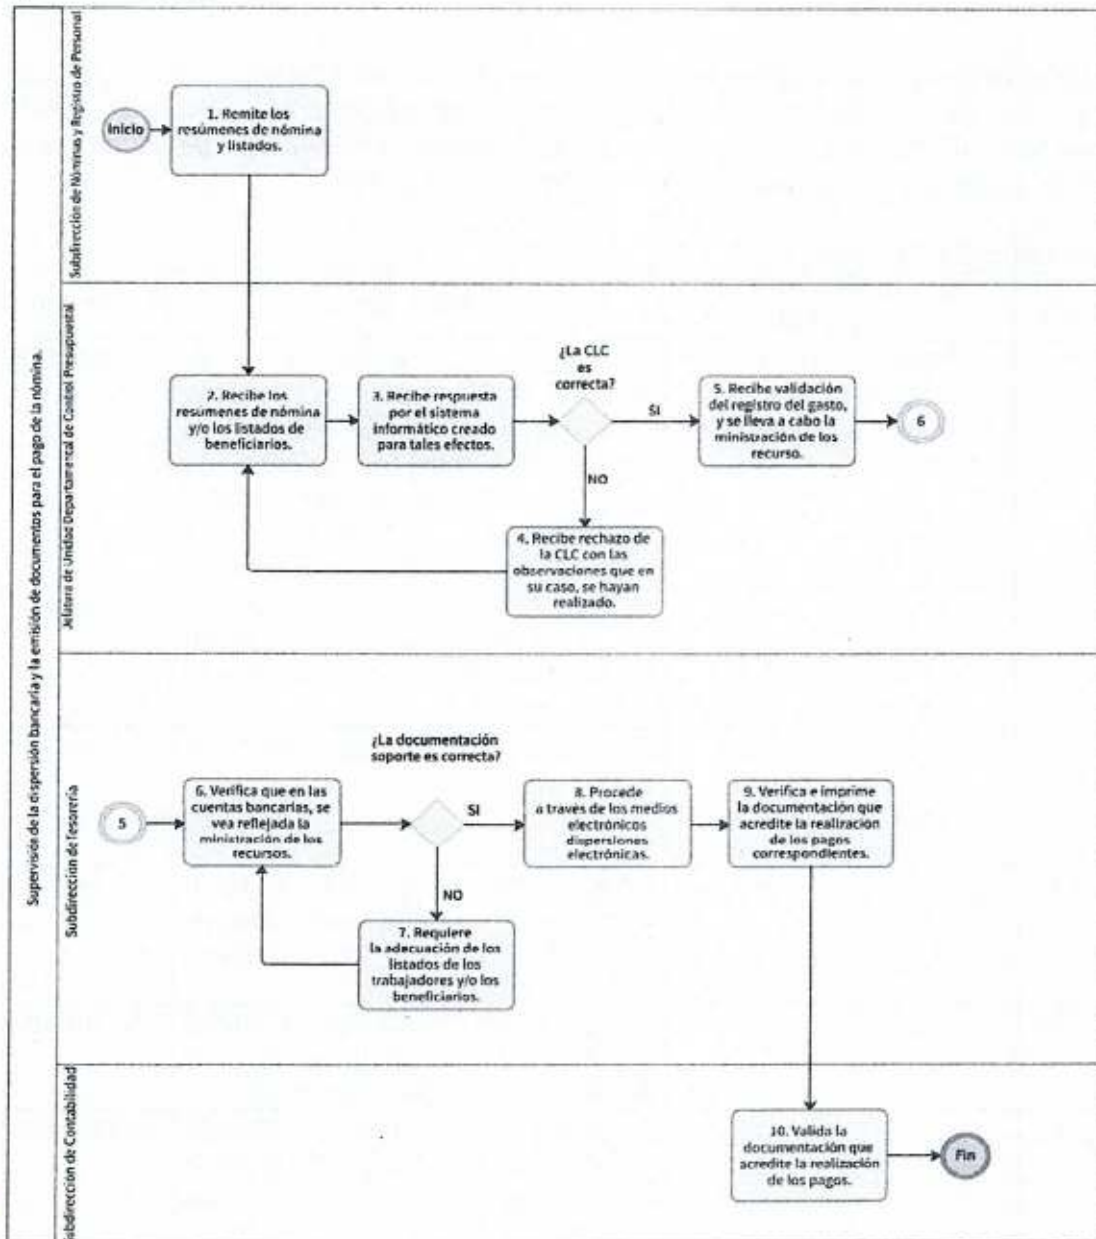 Supervisión de la dispersión bancaria y la emisión de documentos para el pago de la nómina.
Subdirección de Nóminas y Registro de Personal
Inicio
1. Remite los
resúmenes de nómina
y listados.
Jefatura de Unidad Departamental de Control Presupuestal
2. Recibe los
resúmenes de nómina
y/o los listados de
beneficiarios.
3. Recibe respuesta
por el sistema
informático creado
para tales efectos.
¿La CLC
es
correcta?
SI
NO
5. Recibe validación
del registro del gasto,
y se lleva a cabo la
ministración de los
recurso.
6
4. Recibe rechazo de
la CLC con las
observaciones que en
su caso, se hayan
realizado.
Subdirección de Tesorería
5
6. Verifica que en las
cuentas bancarias, se
vea reflejada la
ministración de los
recursos.
¿La documentación
soporte es correcta?
SI
NO
8. Procede
a través de los medios
electrónicos
dispersiones
electrónicas.
9. Verifica e imprime
la documentación que
acredite la realización
de los pagos
correspondientes.
7. Requiere
la adecuación de los
listados de los
trabajadores y/o los
beneficiarios.
Subdirección de Contabilidad
10. Valida la
documentación que
acredite la realización
de los pagos.
Fin